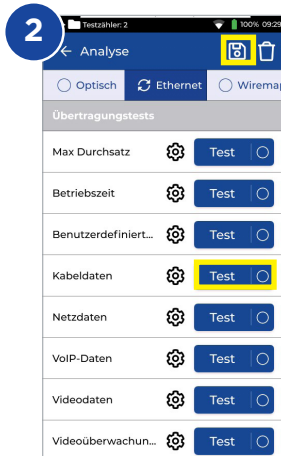 2
Testzähler: 2
100% 09:29
Analyse
Optisch
Ethernet
Wiremap
Übertragungstests
Max Durchsatz Test
Betriebszeit Test
Benutzerdefiniert... Test
Kabeldaten Test
Netzdaten Test
VoIP-Daten Test
Videodaten Test
Videoüberwachun... Test